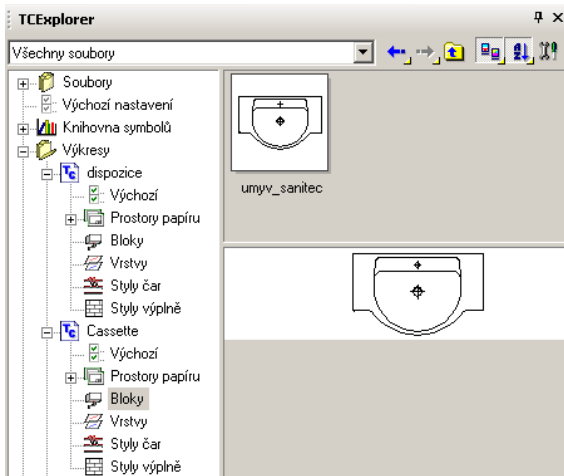 TCExplorer
Všechny soubory
Soubory
Výchozí nastavení
Knihovna symbolů
Výkresy
dispozice
Výchozí
Prostory papíru
Bloky
Vrstvy
Styly čar
Styly výplně
Cassette
Výchozí
Prostory papíru
Bloky
Vrstvy
Styly čar
Styly výplně
umyv_sanitec